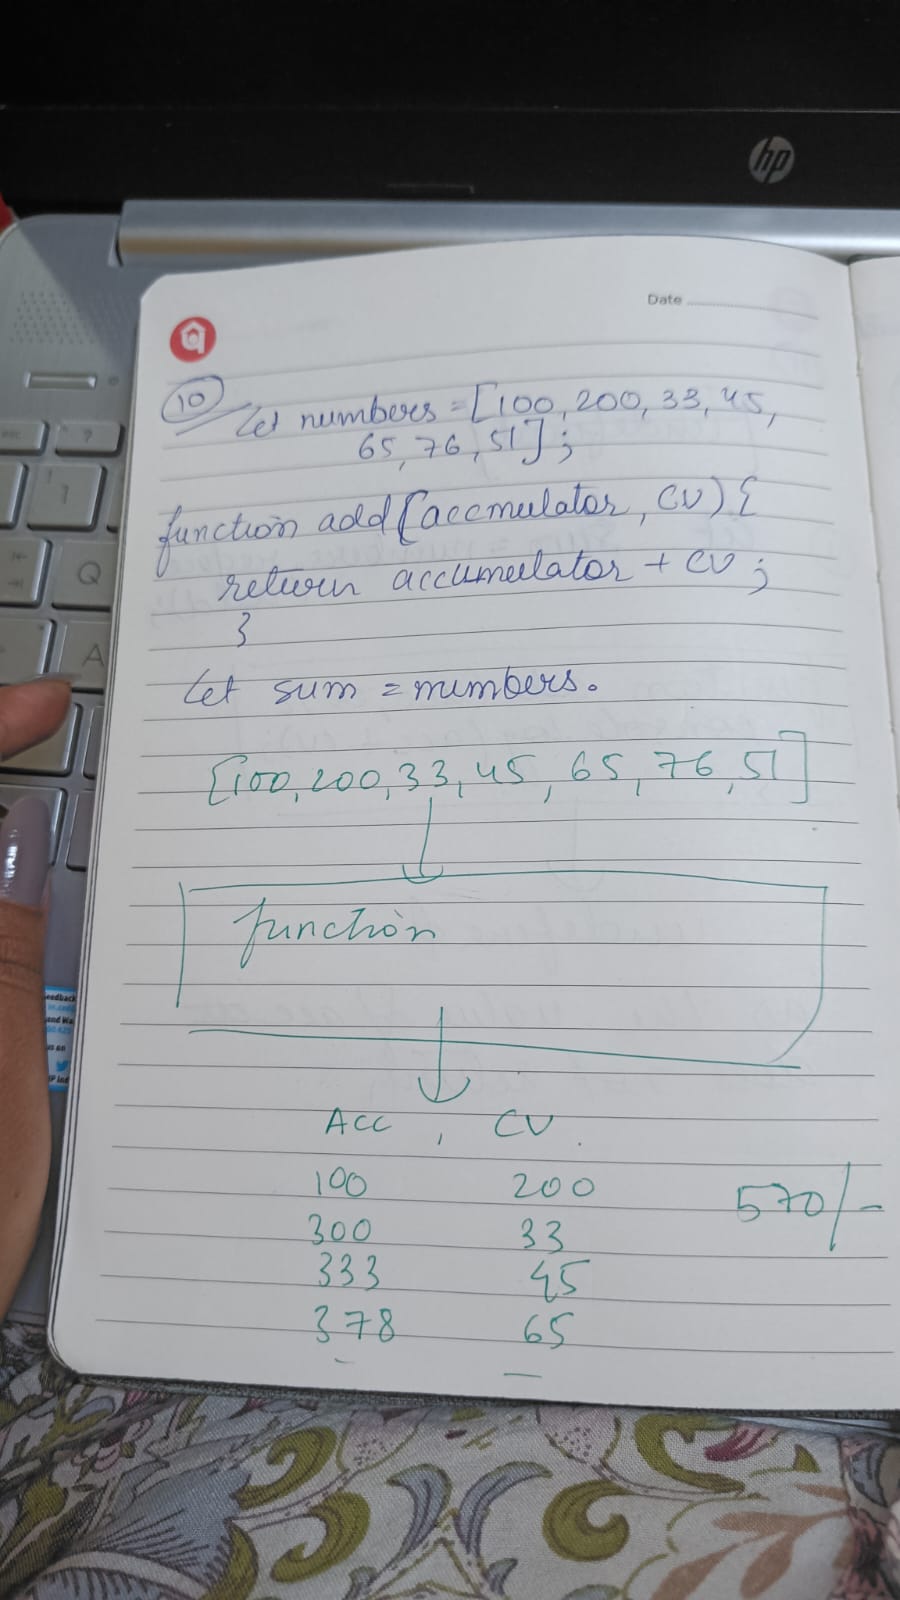 hp
Date
10
Let numbers = [100, 200, 33, 45,
65, 76, 51];
function add(accmulator, CV) {
return accumulator + CV;
}
Let sum = numbers.
[100, 200, 33, 45, 65, 76, 51]
function
ACC , CV
100 200
300 33
333 45
378 65
570/-
Q
A